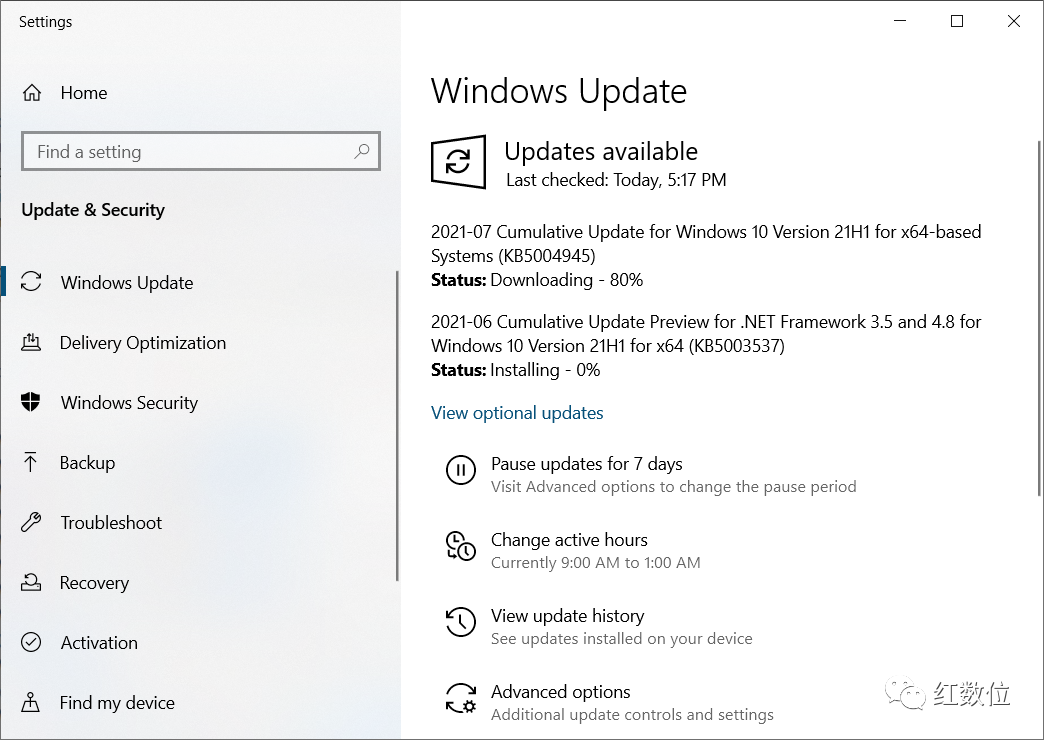 Settings
Home
Find a setting
Update & Security
Windows Update
Delivery Optimization
Windows Security
Backup
Troubleshoot
Recovery
Activation
Find my device
Windows Update
Updates available
Last checked: Today, 5:17 PM
2021-07 Cumulative Update for Windows 10 Version 21H1 for x64-based
Systems (KB5004945)
Status: Downloading - 80%
2021-06 Cumulative Update Preview for .NET Framework 3.5 and 4.8 for
Windows 10 Version 21H1 for x64 (KB5003537)
Status: Installing - 0%
View optional updates
Pause updates for 7 days
Visit Advanced options to change the pause period
Change active hours
Currently 9:00 AM to 1:00 AM
View update history
See updates installed on your device
Advanced options
Additional update controls and settings
红数位